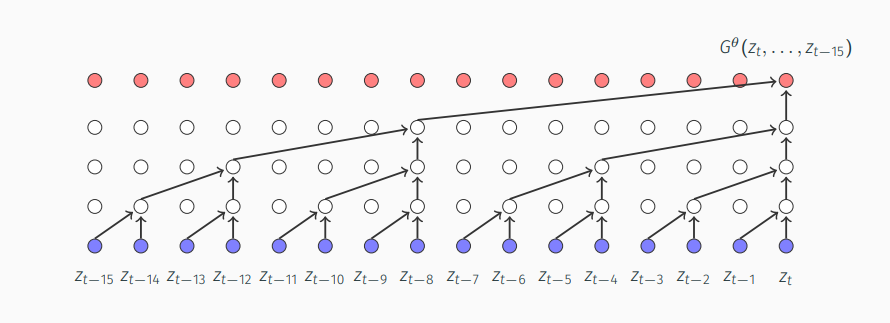 G^θ(z_t, . . . , z_{t−15})
z_{t−15} z_{t−14} z_{t−13} z_{t−12} z_{t−11} z_{t−10} z_{t−9} z_{t−8} z_{t−7} z_{t−6} z_{t−5} z_{t−4} z_{t−3} z_{t−2} z_{t−1} z_t